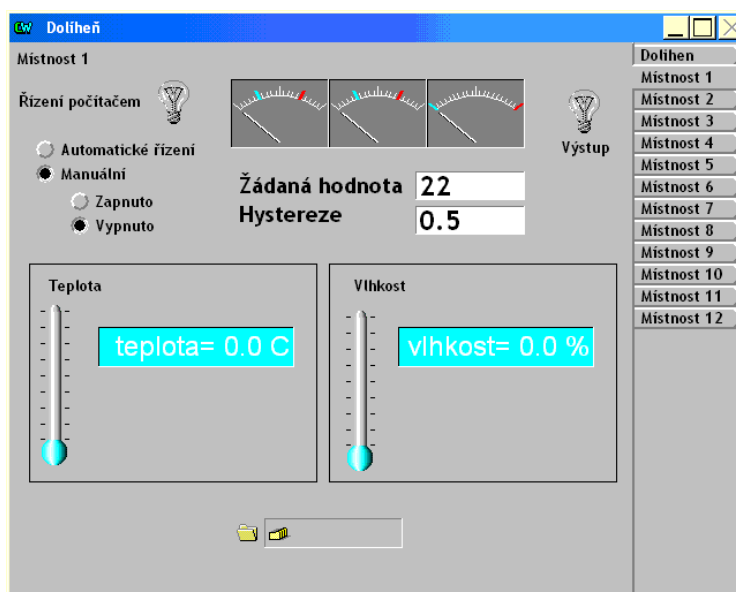 Dolíheň
Místnost 1
Řízení počítačem
Automatické řízení
Manuální
Zapnuto
Vypnuto
Výstup
Žádaná hodnota 22
Hystereze 0.5
Teplota
teplota= 0.0 C
Vlhkost
vlhkost= 0.0 %
Dolihen
Místnost 1
Místnost 2
Místnost 3
Místnost 4
Místnost 5
Místnost 6
Místnost 7
Místnost 8
Místnost 9
Místnost 10
Místnost 11
Místnost 12